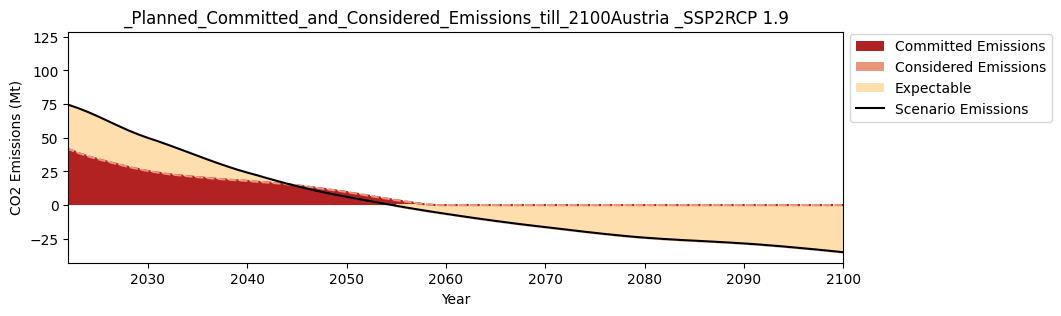 _Planned_Committed_and_Considered_Emissions_till_2100Austria _SSP2RCP 1.9
CO2 Emissions (Mt)
125
100
75
50
25
0
−25
2030 2040 2050 2060 2070 2080 2090 2100
Year
Committed Emissions
Considered Emissions
Expectable
Scenario Emissions